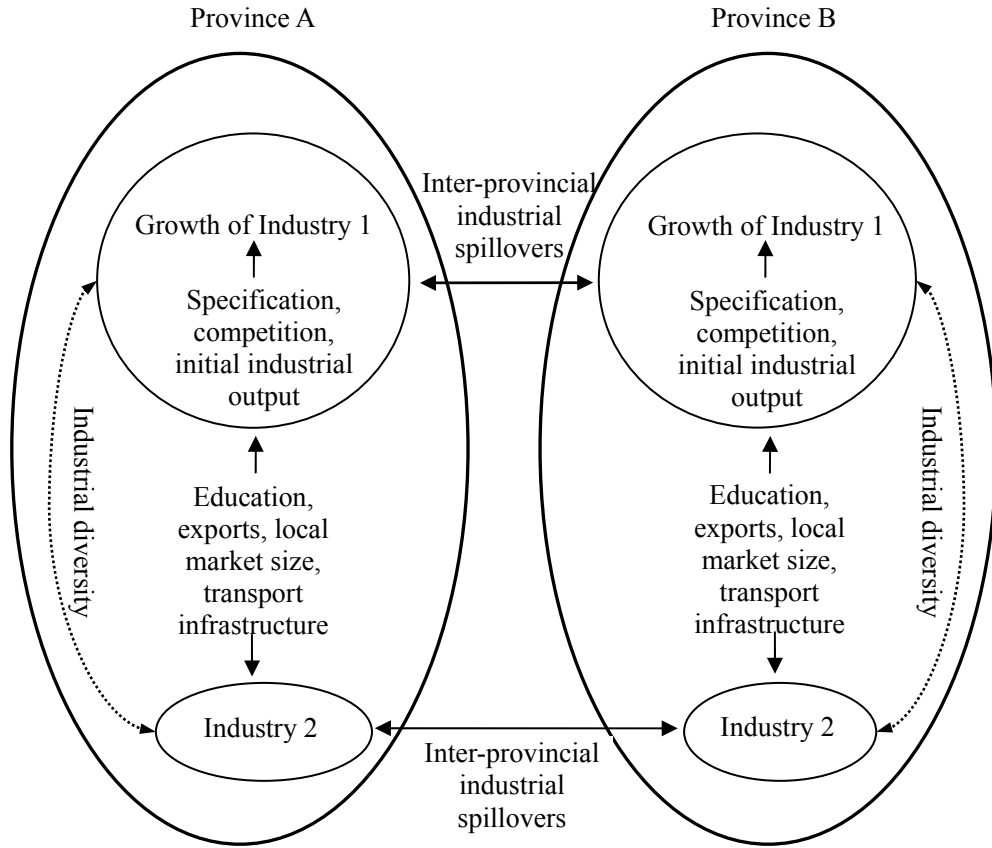 Province A
Province B
Inter-provincial
industrial
spillovers
Growth of Industry 1
Specification,
competition,
initial industrial
output
Growth of Industry 1
Specification,
competition,
initial industrial
output
Industrial diversity
Education,
exports, local
market size,
transport
infrastructure
Education,
exports, local
market size,
transport
infrastructure
Industrial diversity
Industry 2
Industry 2
Inter-provincial
industrial
spillovers